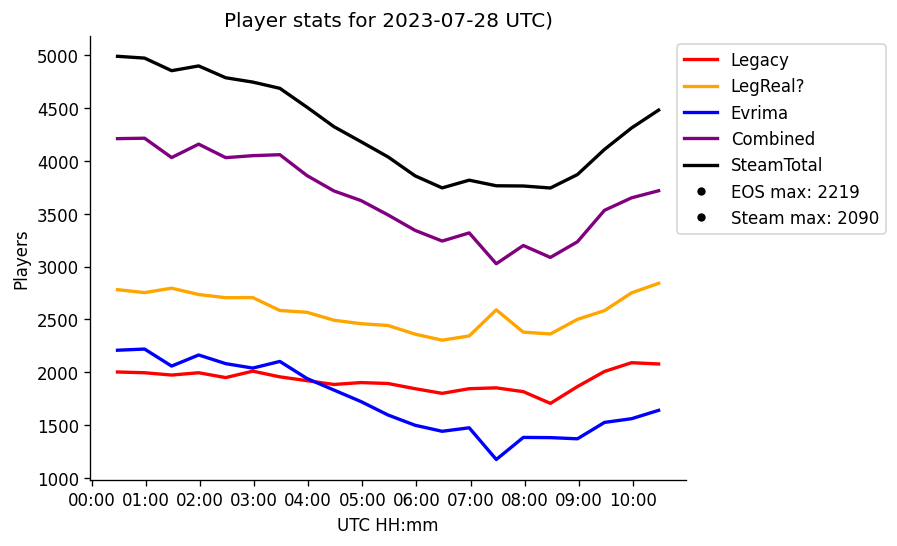 Player stats for 2023-07-28 UTC)
5000
4500
4000
3500
3000
2500
2000
1500
1000
Players
00:00 01:00 02:00 03:00 04:00 05:00 06:00 07:00 08:00 09:00 10:00
UTC HH:mm
Legacy
LegReal?
Evrima
Combined
SteamTotal
EOS max: 2219
Steam max: 2090